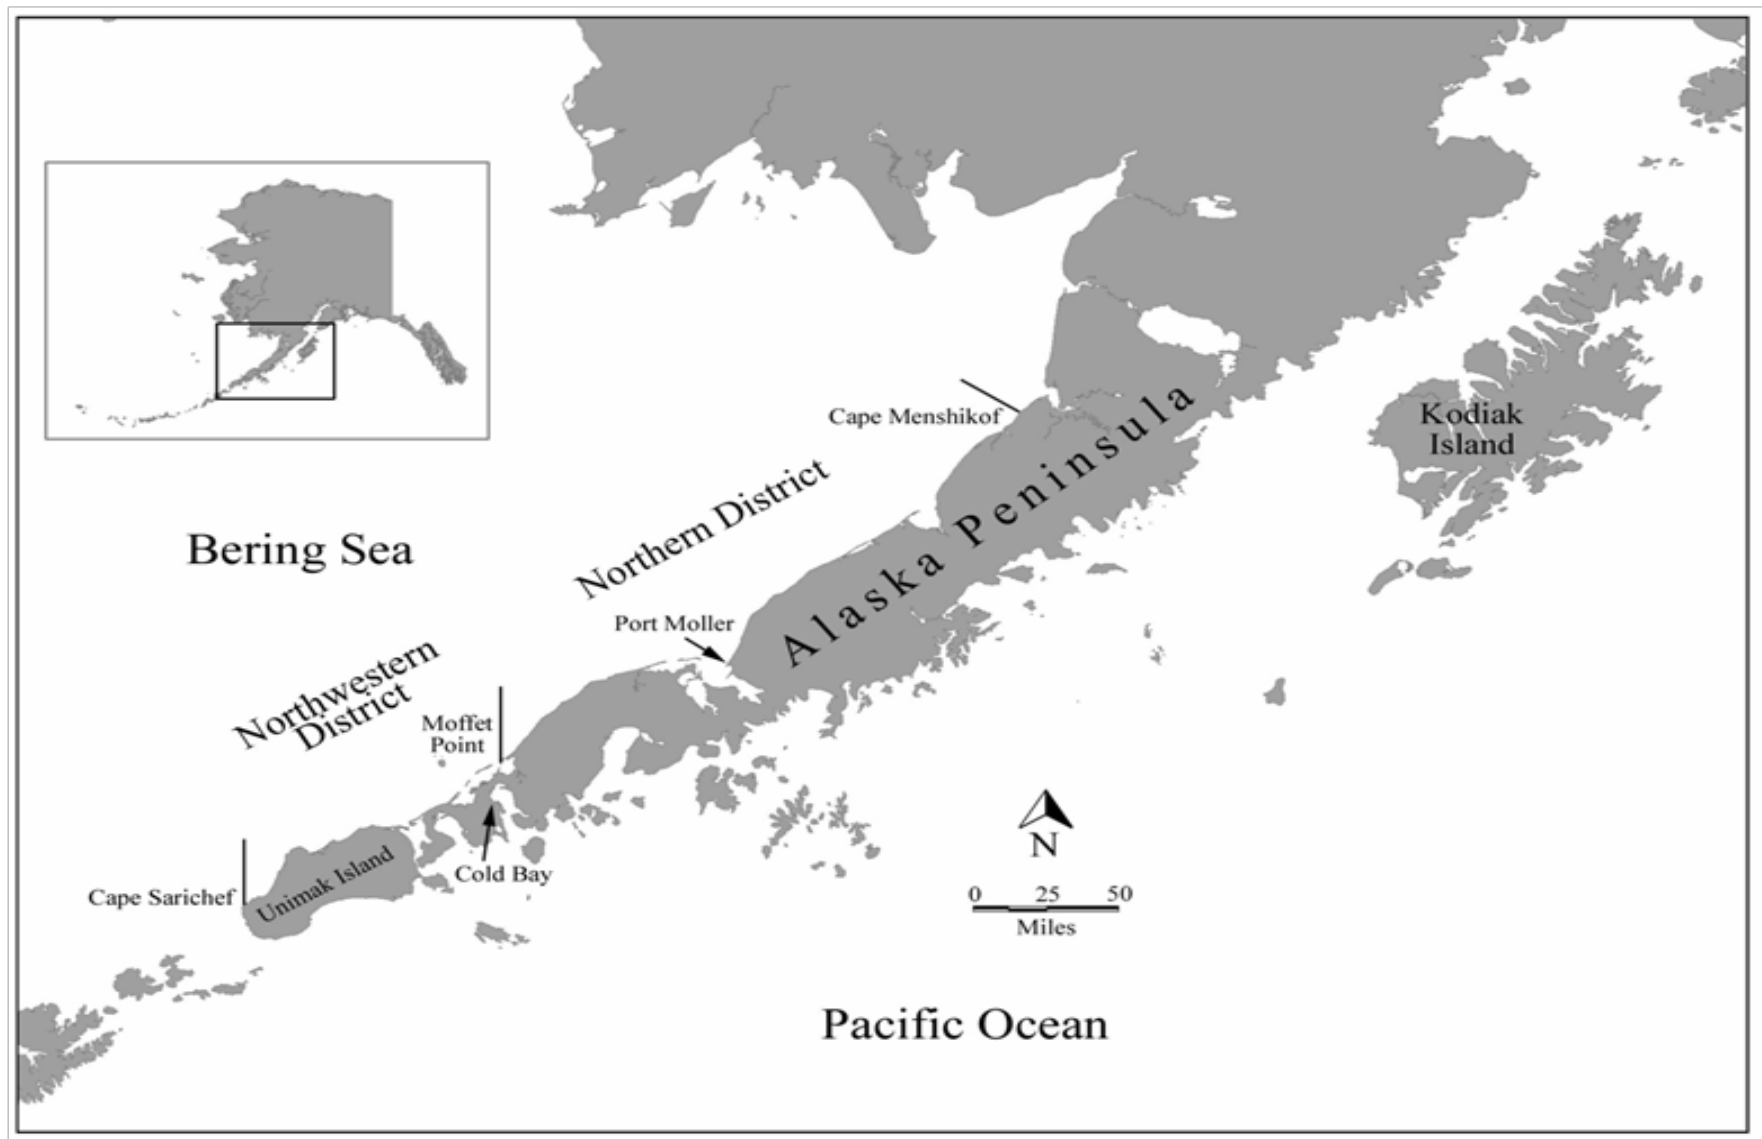 Cape Menshikof
Kodiak
Island
Alaska Peninsula
Northern District
Bering Sea
Port Moller
Northwestern
District
Moffet
Point
Cold Bay
Unimak Island
Cape Sarichef
N
0 25 50
Miles
Pacific Ocean